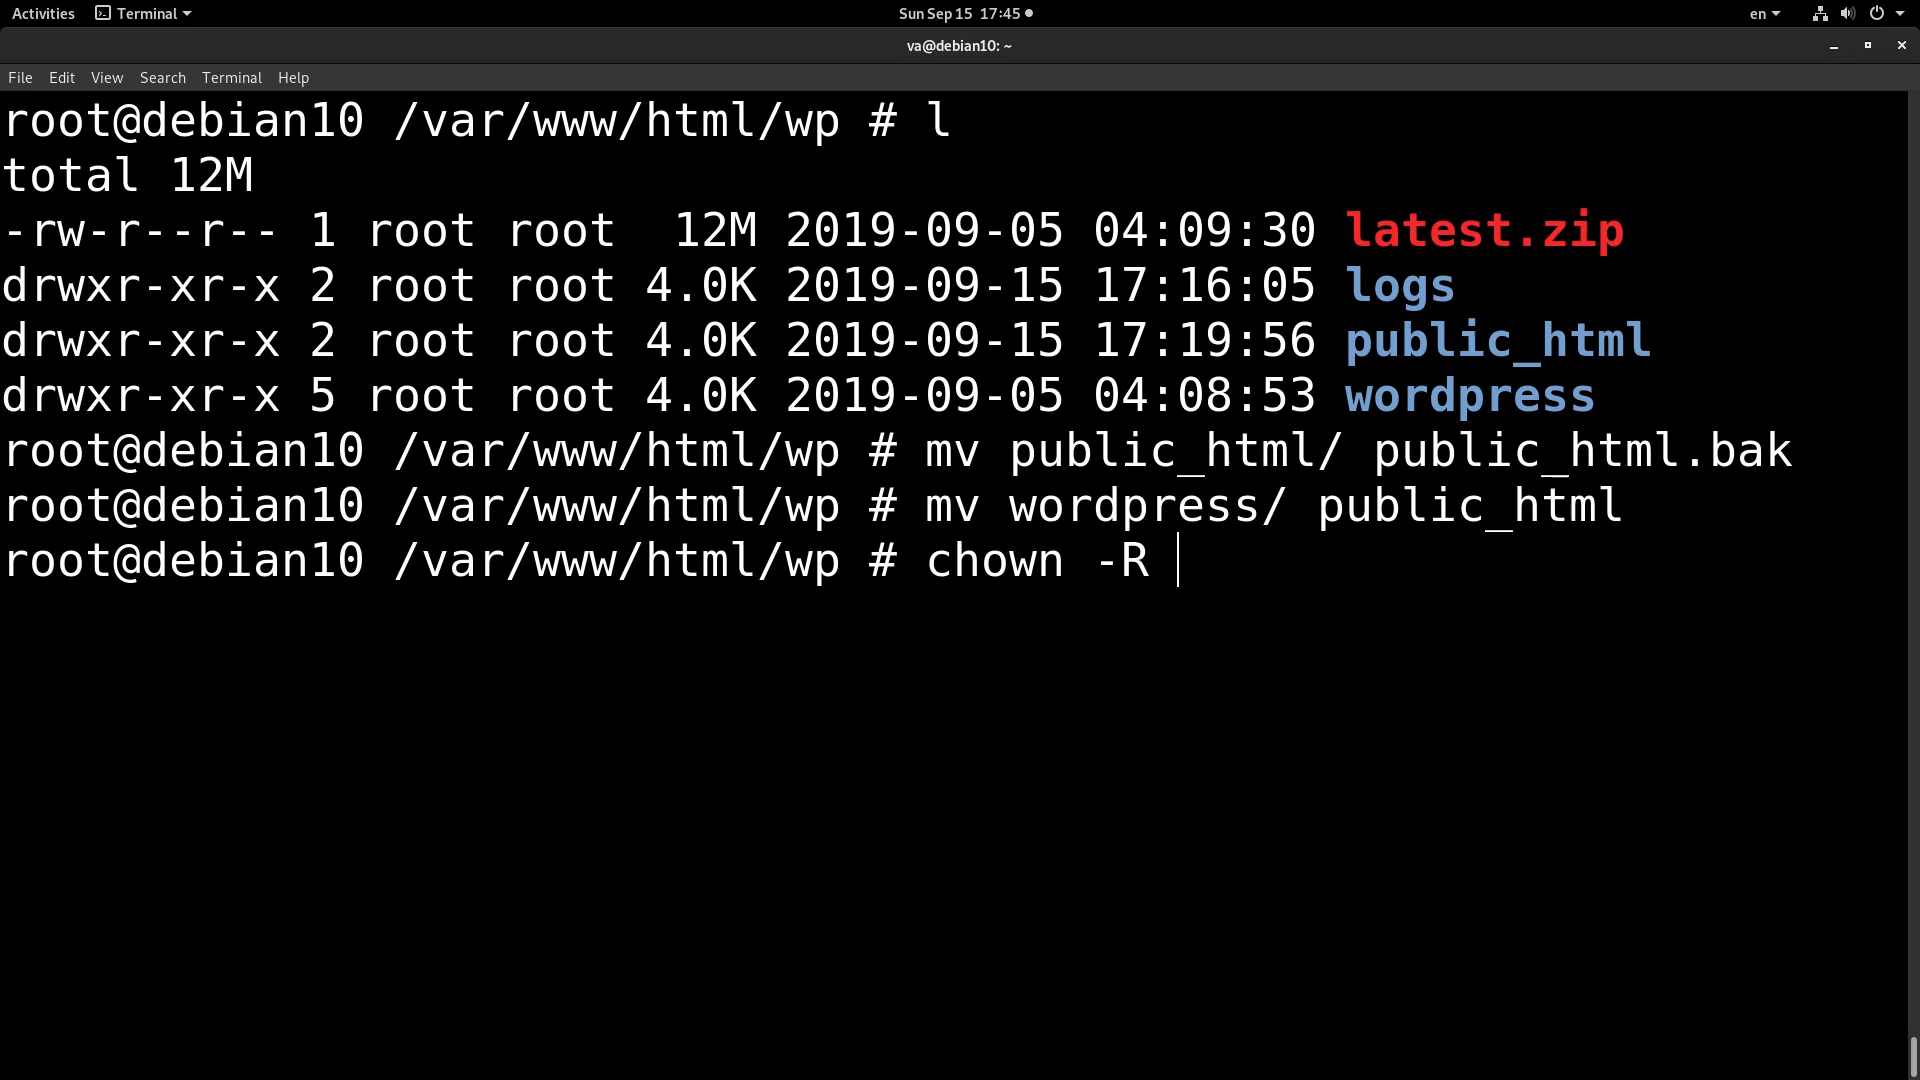 Activities Terminal Sun Sep 15 17:45 en
va@debian10: ~
File Edit View Search Terminal Help
root@debian10 /var/www/html/wp # l
total 12M
-rw-r--r-- 1 root root  12M 2019-09-05 04:09:30 latest.zip
drwxr-xr-x 2 root root 4.0K 2019-09-15 17:16:05 logs
drwxr-xr-x 2 root root 4.0K 2019-09-15 17:19:56 public_html
drwxr-xr-x 5 root root 4.0K 2019-09-05 04:08:53 wordpress
root@debian10 /var/www/html/wp # mv public_html/ public_html.bak
root@debian10 /var/www/html/wp # mv wordpress/ public_html
root@debian10 /var/www/html/wp # chown -R